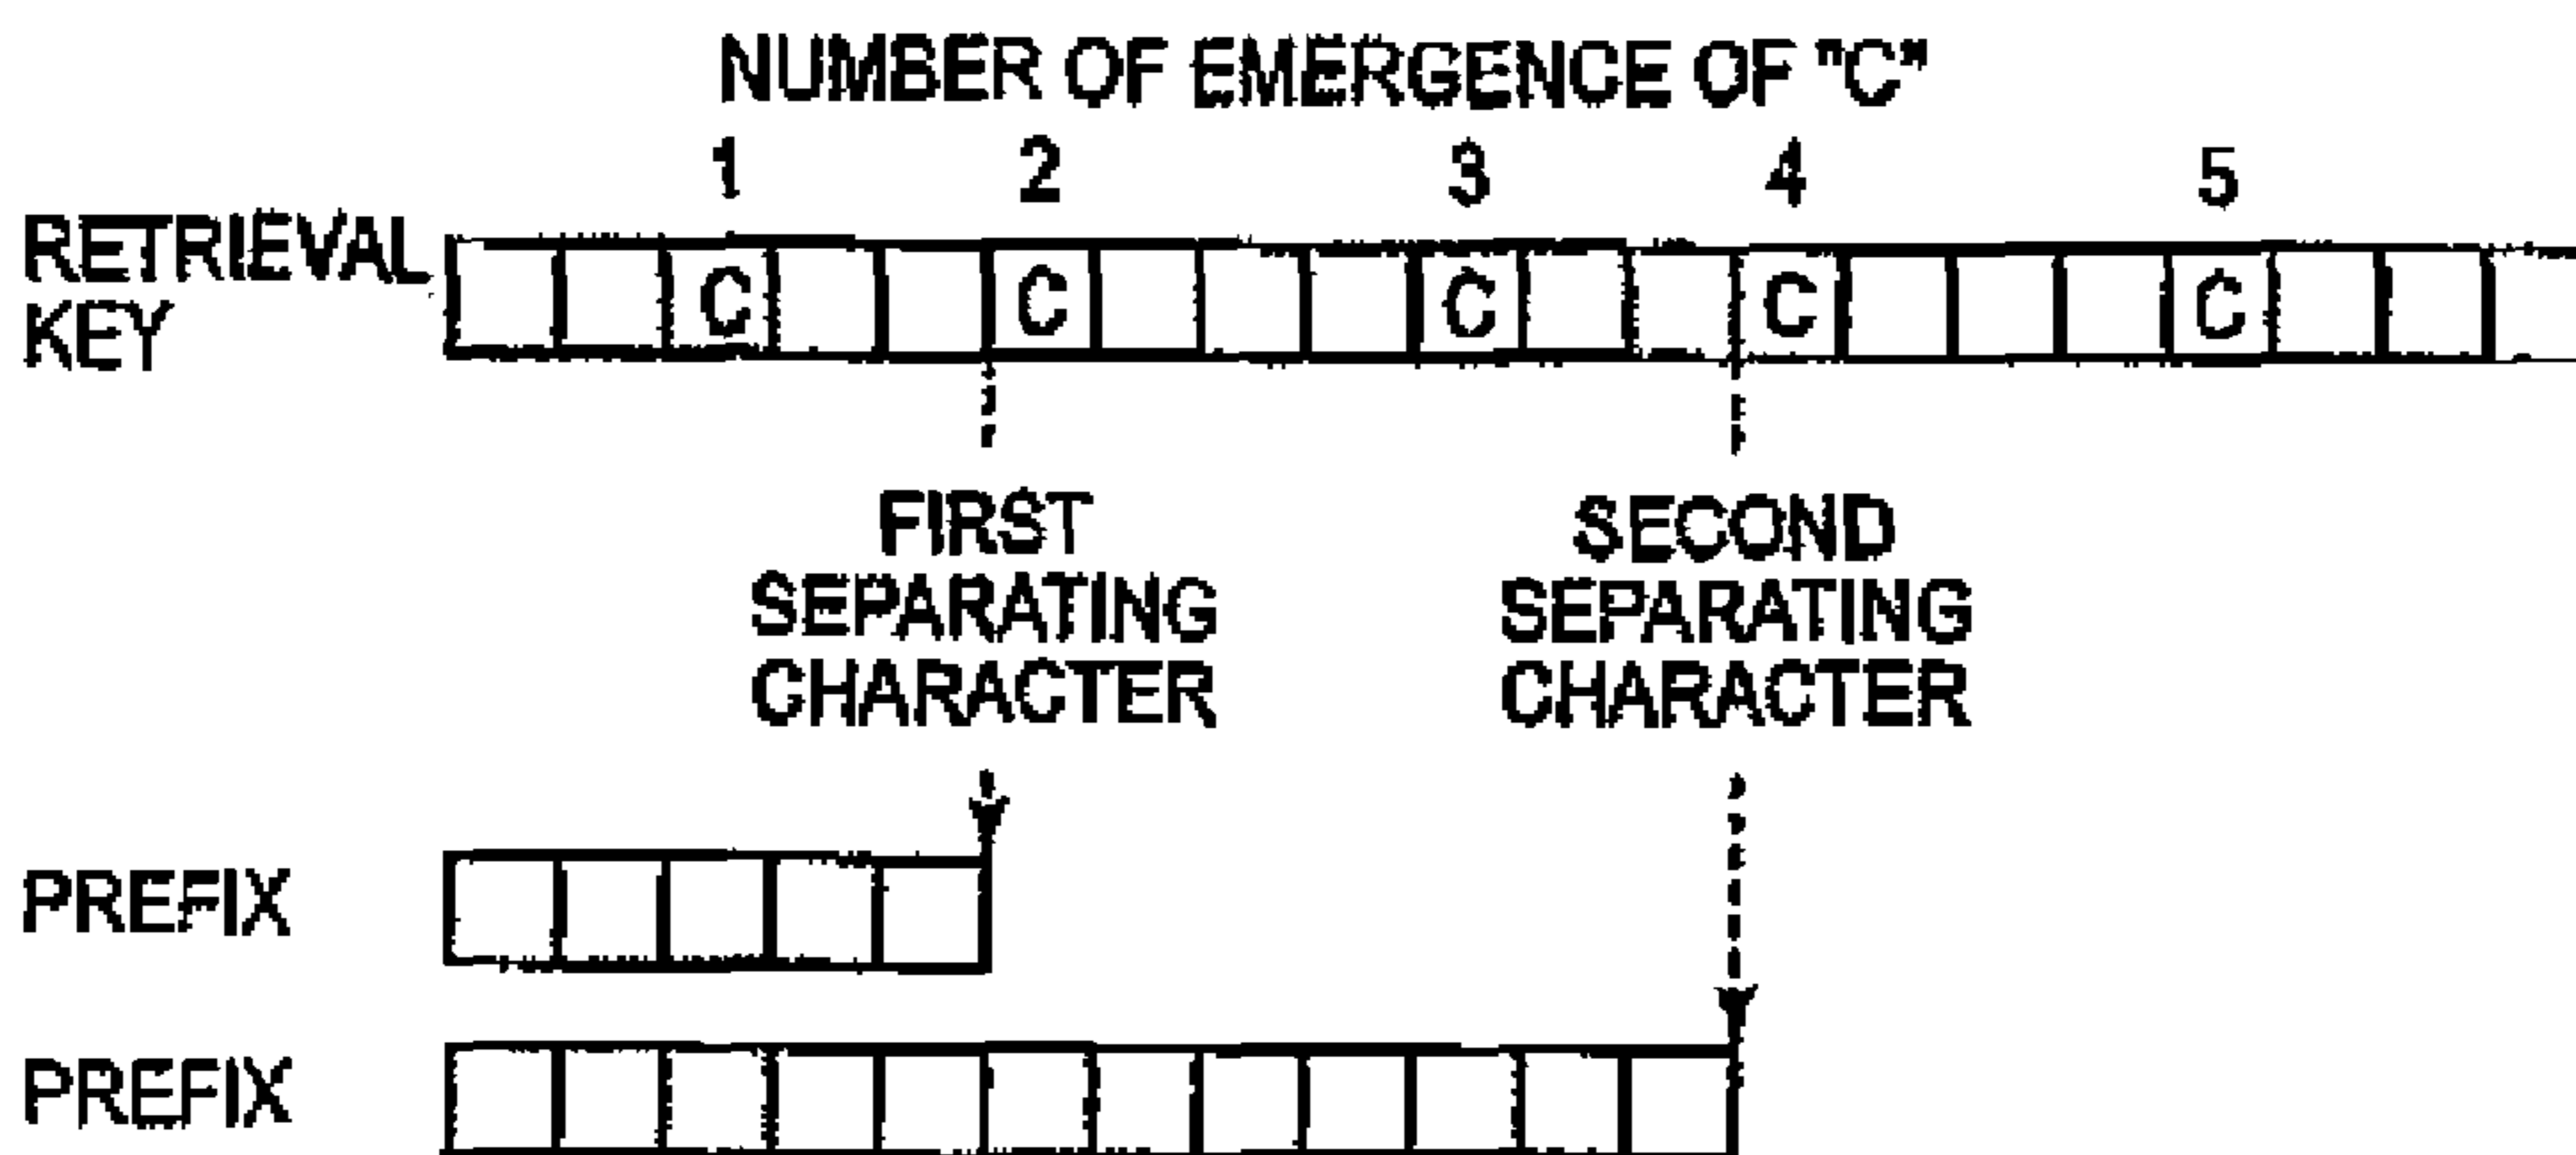 NUMBER OF EMERGENCE OF "C"
1 2 3 4 5
RETRIEVAL
KEY
C C C C C
FIRST
SEPARATING
CHARACTER
SECOND
SEPARATING
CHARACTER
PREFIX
PREFIX